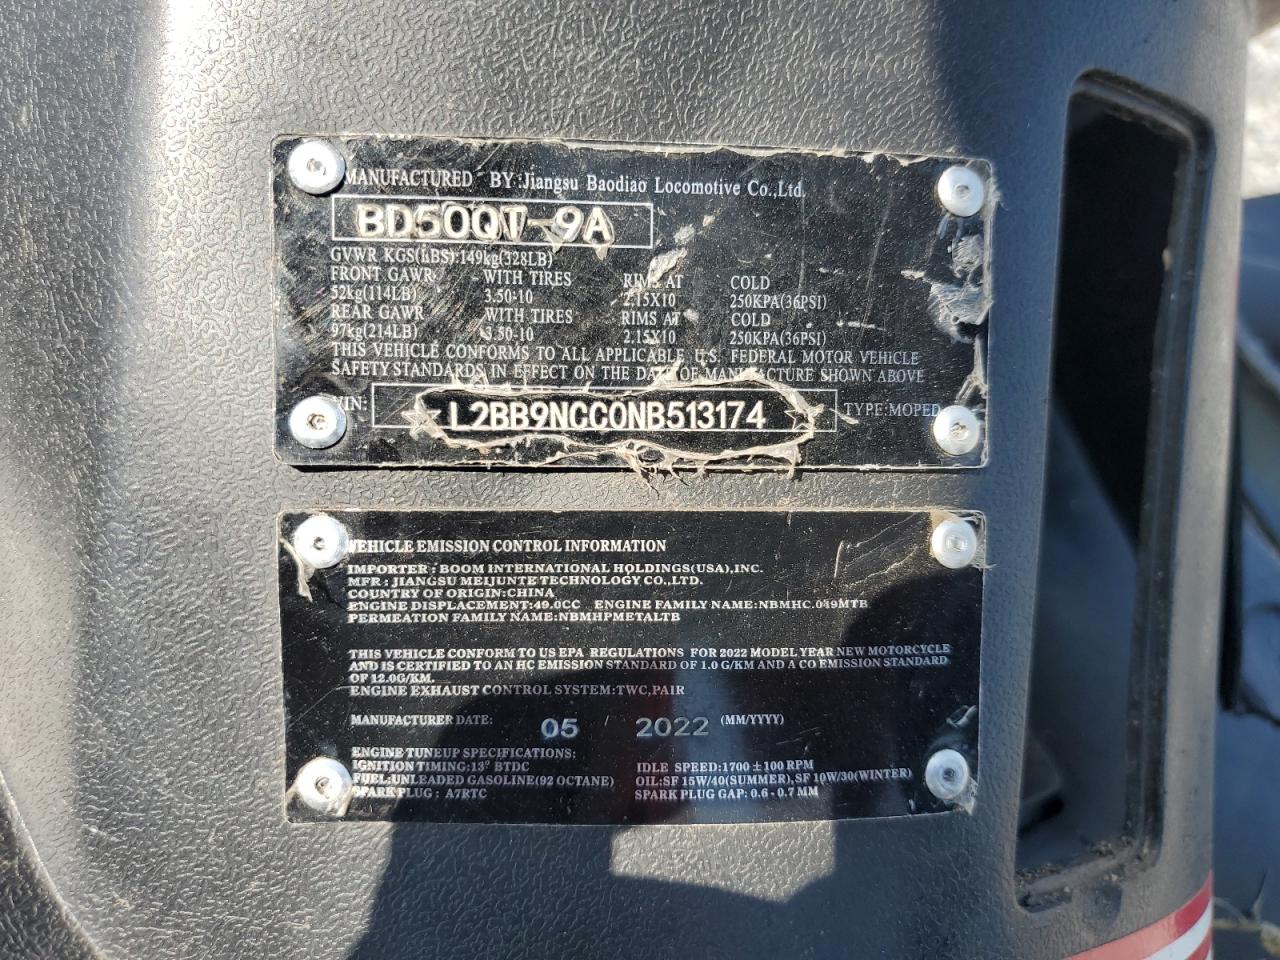 MANUFACTURED BY:Jiangsu Baodiao Locomotive Co.,Ltd.
BD50QT-9A
GVWR KGS(LBS):149kg(328LB)
FRONT GAWR WITH TIRES RIMS AT COLD
52kg(114LB) 3.50:10 2.15X10 250KPA(36PSI)
REAR GAWR WITH TIRES RIMS AT COLD
97kg(214LB) 3.50-10 2.15X10 250KPA(36PSI)
THIS VEHICLE CONFORMS TO ALL APPLICABLE U.S. FEDERAL MOTOR VEHICLE
SAFETY STANDARDS IN EFFECT ON THE DATE OF MANUFACTURE SHOWN ABOVE
VIN: L2BB9NCC0NB513174 TYPE:MOPED
VEHICLE EMISSION CONTROL INFORMATION
IMPORTER : BOOM INTERNATIONAL HOLDINGS(USA),INC.
MFR : JIANGSU MEIJUNTE TECHNOLOGY CO.,LTD.
COUNTRY OF ORIGIN:CHINA
ENGINE DISPLACEMENT:49.0CC ENGINE FAMILY NAME:NBMHC.049MTB
PERMEATION FAMILY NAME:NBMHPMETALTB
THIS VEHICLE CONFORM TO US EPA REGULATIONS FOR 2022 MODEL YEAR NEW MOTORCYCLE
AND IS CERTIFIED TO AN HC EMISSION STANDARD OF 1.0 G/KM AND A CO EMISSION STANDARD
OF 12.0G/KM.
ENGINE EXHAUST CONTROL SYSTEM:TWC,PAIR
MANUFACTURER DATE: 05 / 2022 (MM/YYYY)
ENGINE TUNEUP SPECIFICATIONS:
IGNITION TIMING:13° BTDC IDLE SPEED:1700±100 RPM
FUEL:UNLEADED GASOLINE(92 OCTANE) OIL:SF 15W/40(SUMMER),SF 10W/30(WINTER)
SPARK PLUG : A7RTC SPARK PLUG GAP: 0.6 - 0.7 MM